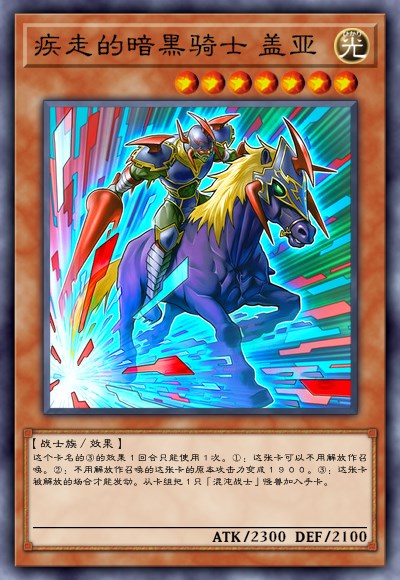 疾走的暗黑骑士 盖亚
光
ひかり
【战士族／效果】
这个卡名的③的效果1回合只能使用1次。①：这张卡可以不用解放作召
唤。②：不用解放作召唤的这张卡的原本攻击力变成1900。③：这张卡
被解放的场合才能发动。从卡组把1只「混沌战士」怪兽加入手卡。
ATK/2300 DEF/2100